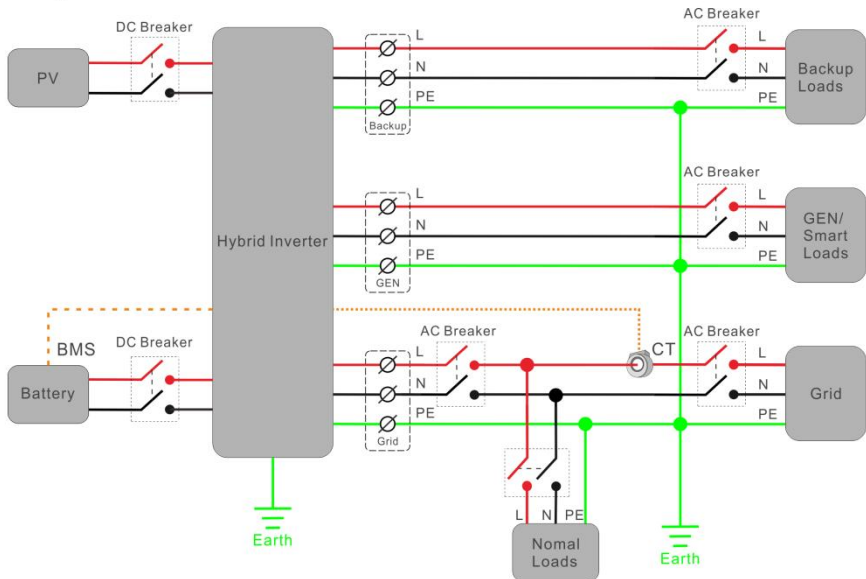 DC Breaker
PV
Hybrid Inverter
L
N
PE
Backup
AC Breaker
L
N
PE
Backup
Loads
L
N
PE
GEN
AC Breaker
L
N
PE
GEN/
Smart
Loads
BMS
DC Breaker
Battery
AC Breaker
L
N
PE
Grid
CT
AC Breaker
L
N
PE
Grid
L
N
PE
Nomal
Loads
Earth
Earth